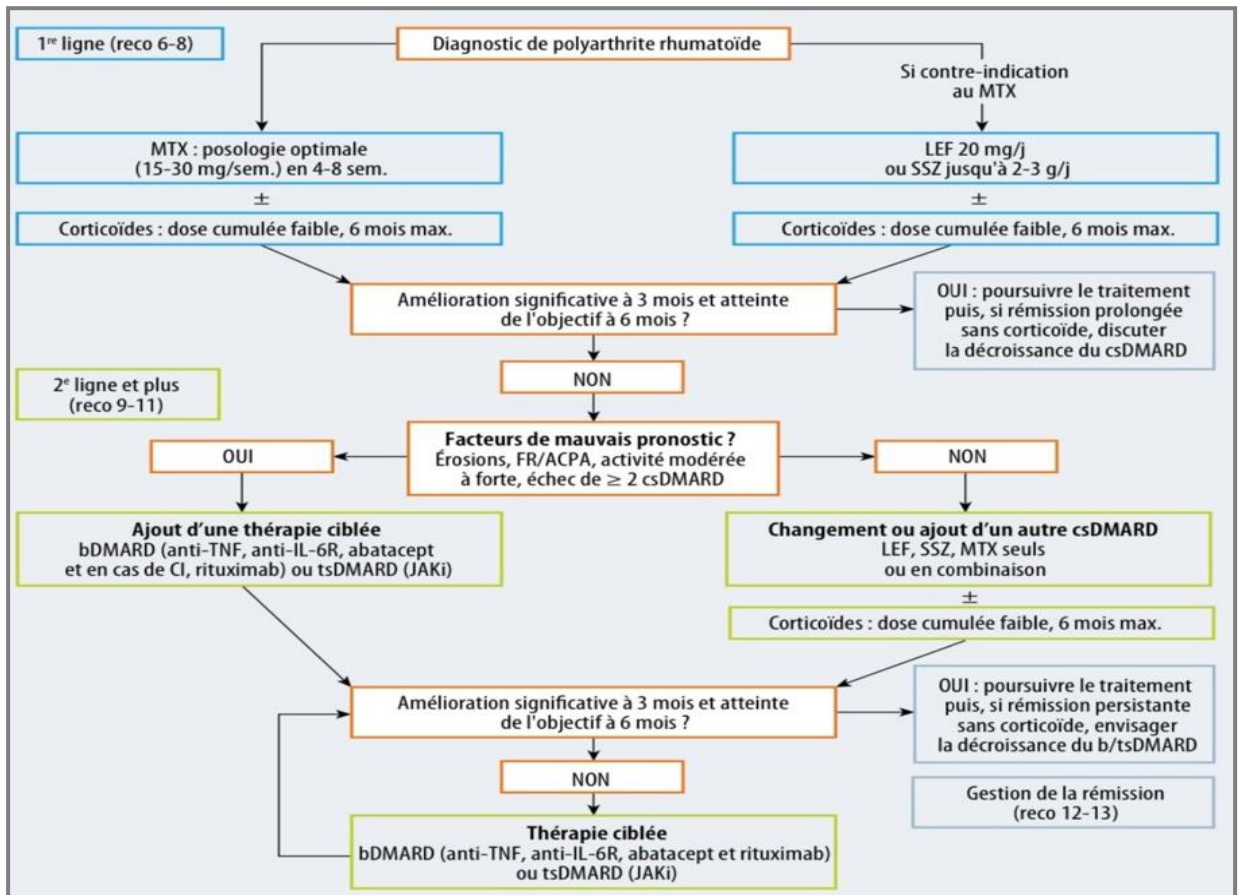 1re ligne (reco 6-8)
Diagnostic de polyarthrite rhumatoïde
Si contre-indication
au MTX
MTX : posologie optimale
(15-30 mg/sem.) en 4-8 sem.
±
Corticoïdes : dose cumulée faible, 6 mois max.
LEF 20 mg/j
ou SSZ jusqu'à 2-3 g/j
±
Corticoïdes : dose cumulée faible, 6 mois max.
Amélioration significative à 3 mois et atteinte
de l'objectif à 6 mois ?
OUI : poursuivre le traitement
puis, si rémission prolongée
sans corticoïde, discuter
la décroissance du csDMARD
NON
2e ligne et plus
(reco 9-11)
Facteurs de mauvais pronostic ?
Érosions, FR/ACPA, activité modérée
à forte, échec de ≥ 2 csDMARD
OUI
NON
Ajout d’une thérapie ciblée
bDMARD (anti-TNF, anti-IL-6R, abatacept
et en cas de CI, rituximab) ou tsDMARD (JAKi)
Changement ou ajout d’un autre csDMARD
LEF, SSZ, MTX seuls
ou en combinaison
±
Corticoïdes : dose cumulée faible, 6 mois max.
Amélioration significative à 3 mois et atteinte
de l'objectif à 6 mois ?
OUI : poursuivre le traitement
puis, si rémission persistante
sans corticoïde, envisager
la décroissance du b/tsDMARD
NON
Gestion de la rémission
(reco 12-13)
Thérapie ciblée
bDMARD (anti-TNF, anti-IL-6R, abatacept et rituximab)
ou tsDMARD (JAKi)